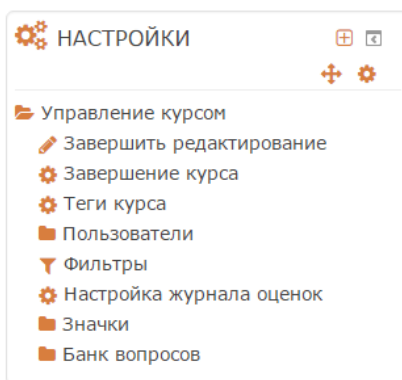 НАСТРОЙКИ
Управление курсом
Завершить редактирование
Завершение курса
Теги курса
Пользователи
Фильтры
Настройка журнала оценок
Значки
Банк вопросов